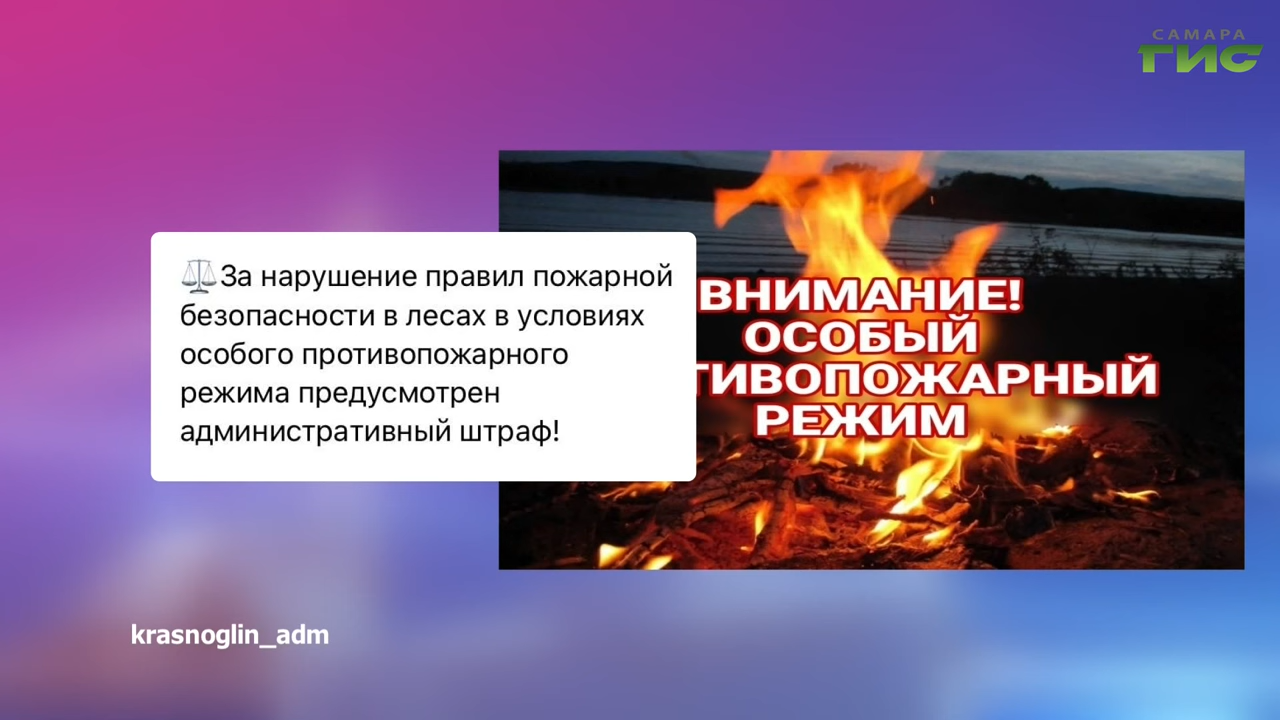 САМАРА
ГИС
⚖️За нарушение правил пожарной
безопасности в лесах в условиях
особого противопожарного
режима предусмотрен
административный штраф!
ВНИМАНИЕ!
ОСОБЫЙ
ТИВОПОЖАРНЫЙ
РЕЖИМ
krasnoglin_adm